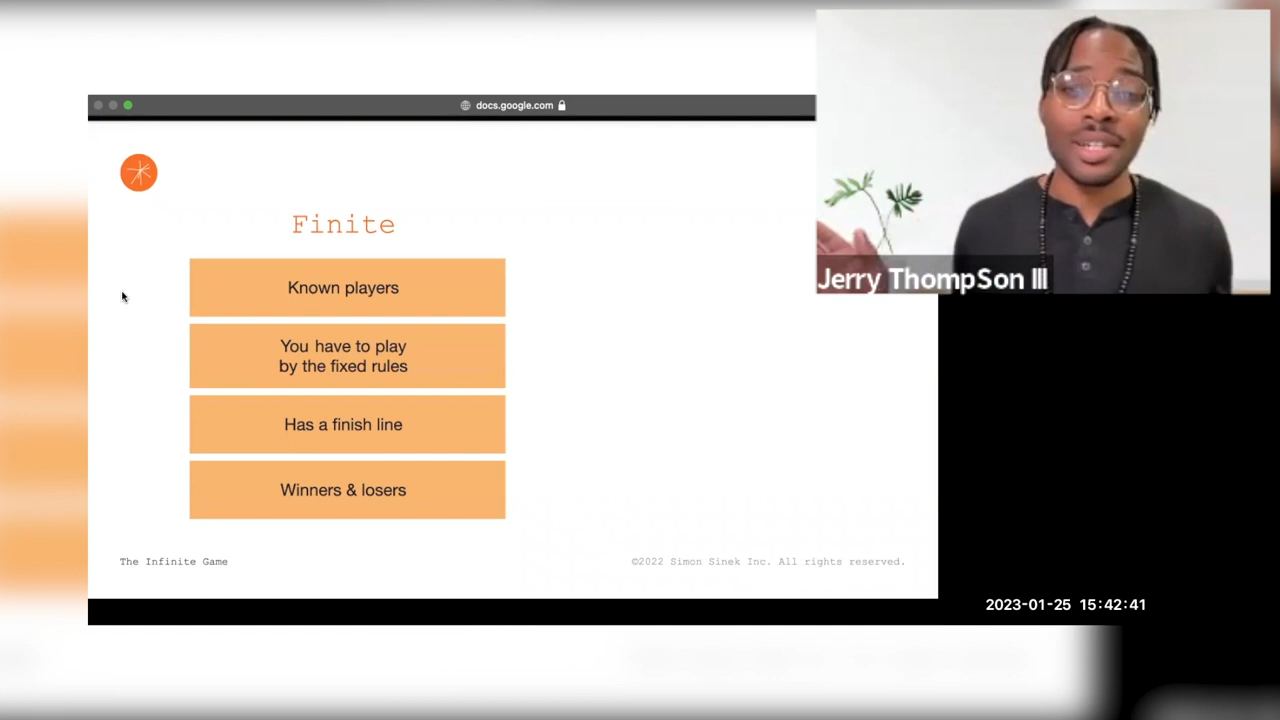 docs.google.com
Finite
Known players
You have to play
by the fixed rules
Has a finish line
Winners & losers
The Infinite Game
©2022 Simon Sinek Inc. All rights reserved.
Jerry ThompSon III
2023-01-25 15:42:41